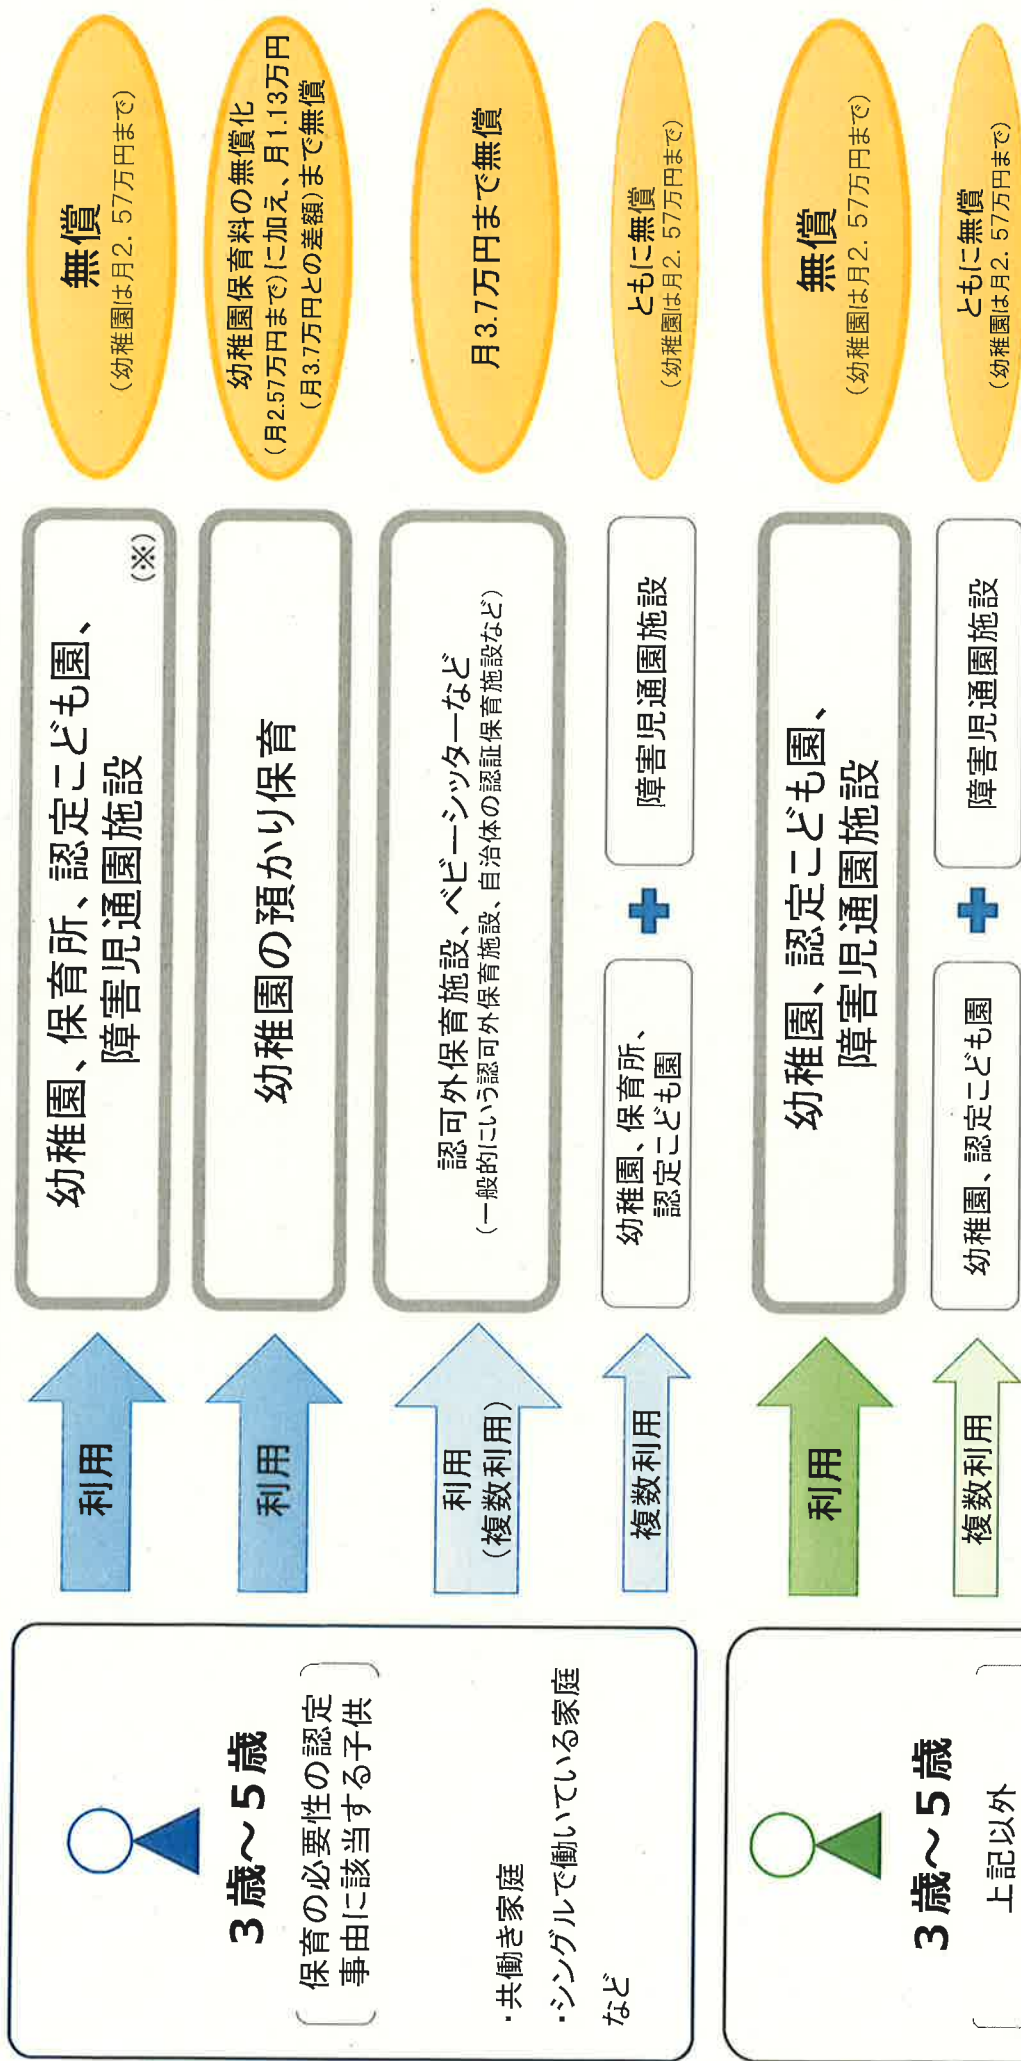 3歳～5歳
保育の必要性の認定
事由に該当する子供
・共働き家庭
・シングルで働いている家庭
など
利用
幼稚園、保育所、認定こども園、
障害児通園施設
(※)
無償
(幼稚園は月2.57万円まで)
利用
幼稚園の預かり保育
幼稚園保育料の無償化
(月2.57万円まで)に加え、月1.13万円
(月3.7万円との差額)まで無償
利用
(複数利用)
認可外保育施設、ベビーシッターなど
(一般的にいう認可外保育施設、自治体の認証保育施設など)
月3.7万円まで無償
複数利用
幼稚園、保育所、
認定こども園
障害児通園施設
ともに無償
(幼稚園は月2.57万円まで)
3歳～5歳
上記以外
利用
幼稚園、認定こども園、
障害児通園施設
無償
(幼稚園は月2.57万円まで)
複数利用
幼稚園、認定こども園
障害児通園施設
ともに無償
(幼稚園は月2.57万円まで)